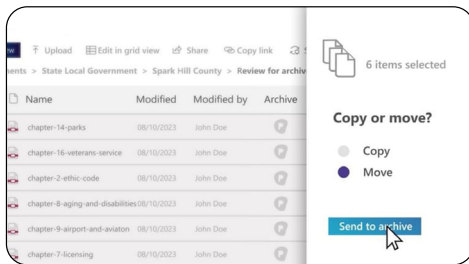 ew Upload Edit in grid view Share Copy link S
ments > State Local Government > Spark Hill County > Review for archiv
Name Modified Modified by Archive
chapter-14-parks 08/10/2023 John Doe
chapter-16-veterans-service 08/10/2023 John Doe
chapter-2-ethic-code 08/10/2023 John Doe
chapter-8-aging-and-disabilities 08/10/2023 John Doe
chapter-9-airport-and-aviaton 08/10/2023 John Doe
chapter-7-licensing 08/10/2023 John Doe
6 items selected
Copy or move?
Copy
Move
Send to archive